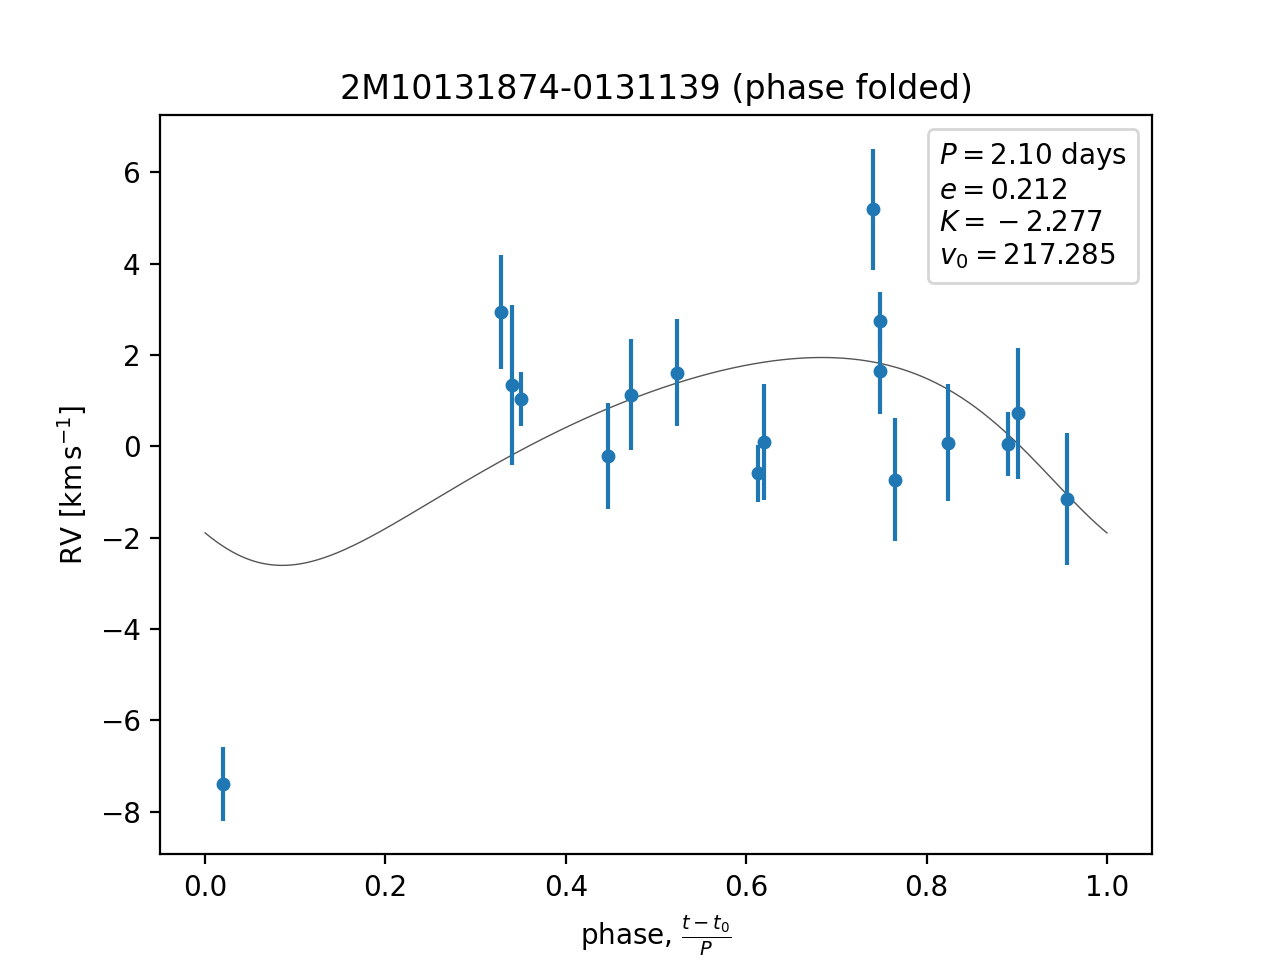 2M10131874-0131139 (phase folded)
P = 2.10 days
e = 0.212
K = −2.277
v₀ = 217.285
6
4
2
0
−2
−4
−6
−8
RV [km s⁻¹]
0.0 0.2 0.4 0.6 0.8 1.0
phase, (t − t₀)/P